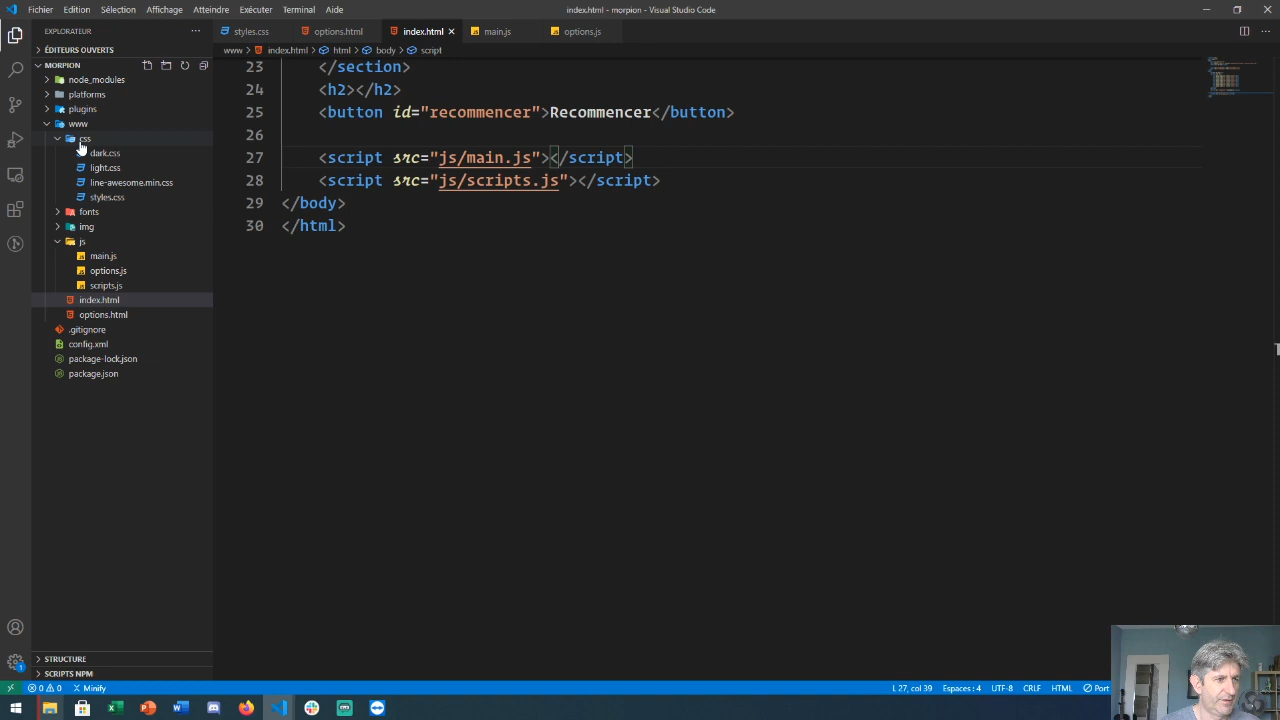 Fichier Edition Sélection Affichage Atteindre Exécuter Terminal Aide
index.html - morpion - Visual Studio Code
EXPLORATEUR
ÉDITEURS OUVERTS
MORPION
node_modules
platforms
plugins
www
css
dark.css
light.css
line-awesome.min.css
styles.css
fonts
img
js
main.js
options.js
scripts.js
index.html
options.html
.gitignore
config.xml
package-lock.json
package.json
STRUCTURE
SCRIPTS NPM
styles.css options.html index.html main.js options.js
www > index.html > html > body > script
23 </section>
24 <h2></h2>
25 <button id="recommencer">Recommencer</button>
26
27 <script src="js/main.js"></script>
28 <script src="js/scripts.js"></script>
29 </body>
30 </html>
0 0 Minify
L 27, col 39 Espaces : 4 UTF-8 CRLF HTML Port